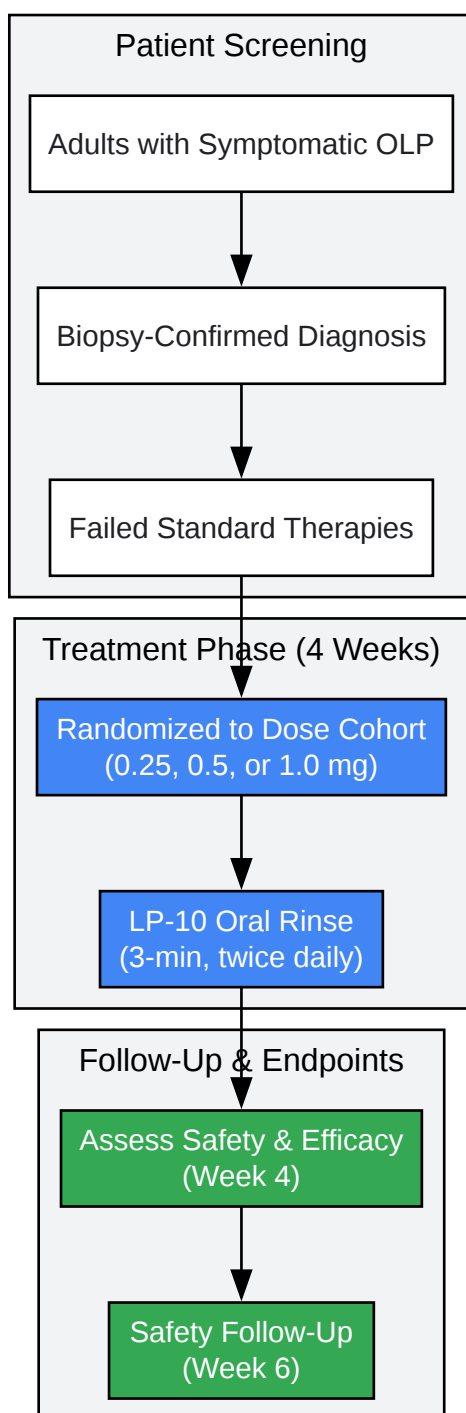 Patient Screening
Adults with Symptomatic OLP
Biopsy-Confirmed Diagnosis
Failed Standard Therapies
Treatment Phase (4 Weeks)
Randomized to Dose Cohort
(0.25, 0.5, or 1.0 mg)
LP-10 Oral Rinse
(3-min, twice daily)
Follow-Up & Endpoints
Assess Safety & Efficacy
(Week 4)
Safety Follow-Up
(Week 6)